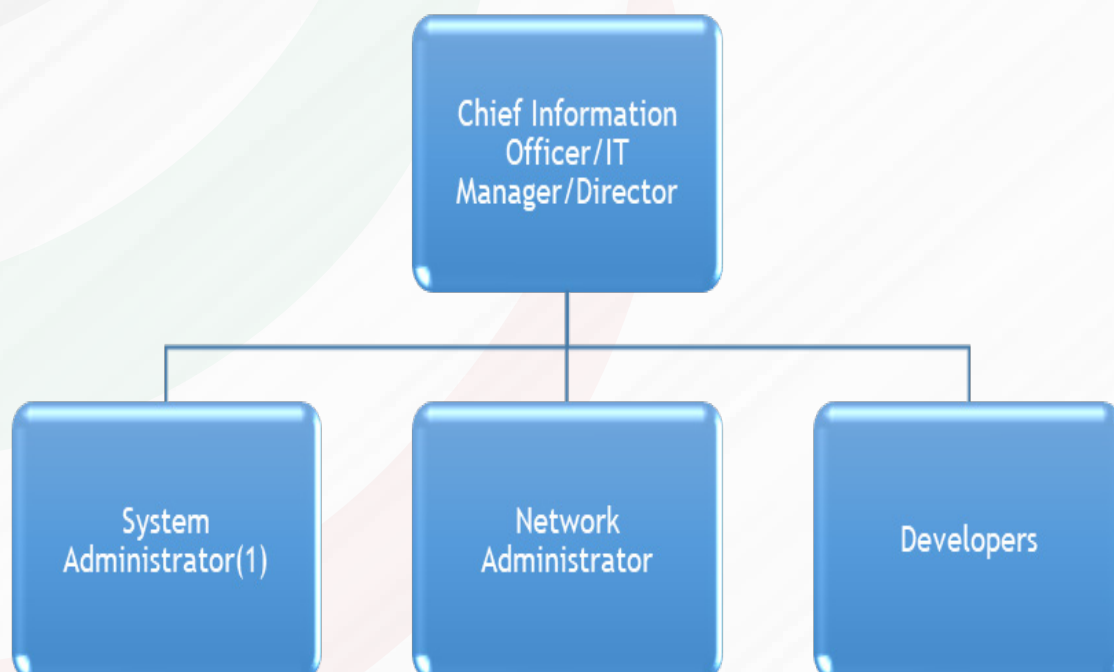 Chief Information
Officer/IT
Manager/Director
System
Administrator(1)
Network
Administrator
Developers